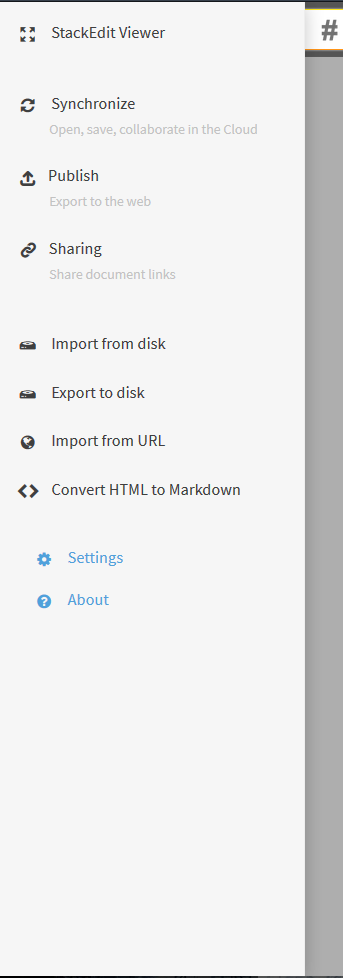 StackEdit Viewer
#
Synchronize
Open, save, collaborate in the Cloud
Publish
Export to the web
Sharing
Share document links
Import from disk
Export to disk
Import from URL
Convert HTML to Markdown
Settings
About